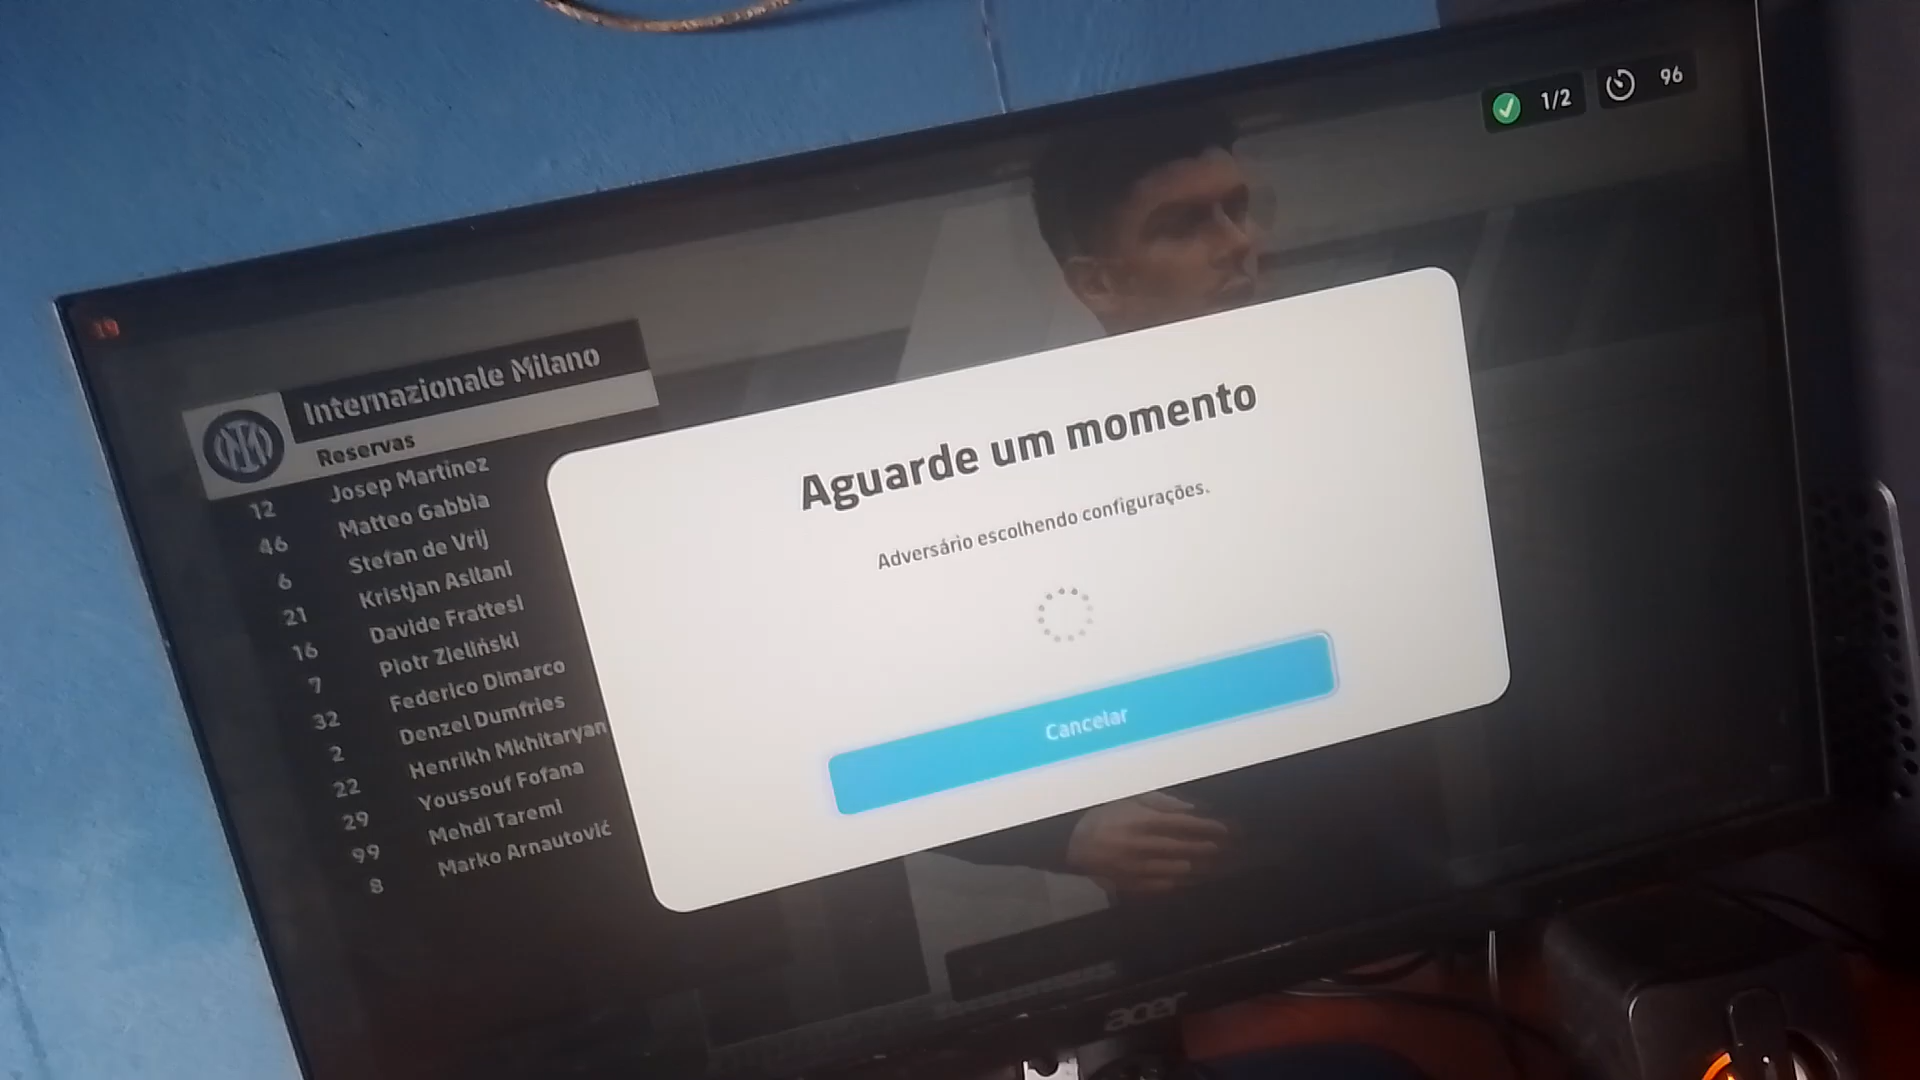 1/2
96
19
Internazionale Milano
Reservas
12 Josep Martinez
46 Matteo Gabbia
6 Stefan de Vrij
21 Kristjan Asllani
16 Davide Frattesi
7 Piotr Zieliński
32 Federico Dimarco
2 Denzel Dumfries
22 Henrikh Mkhitaryan
29 Youssouf Fofana
99 Mehdi Taremi
8 Marko Arnautović
Aguarde um momento
Adversário escolhendo configurações.
Cancelar
acer